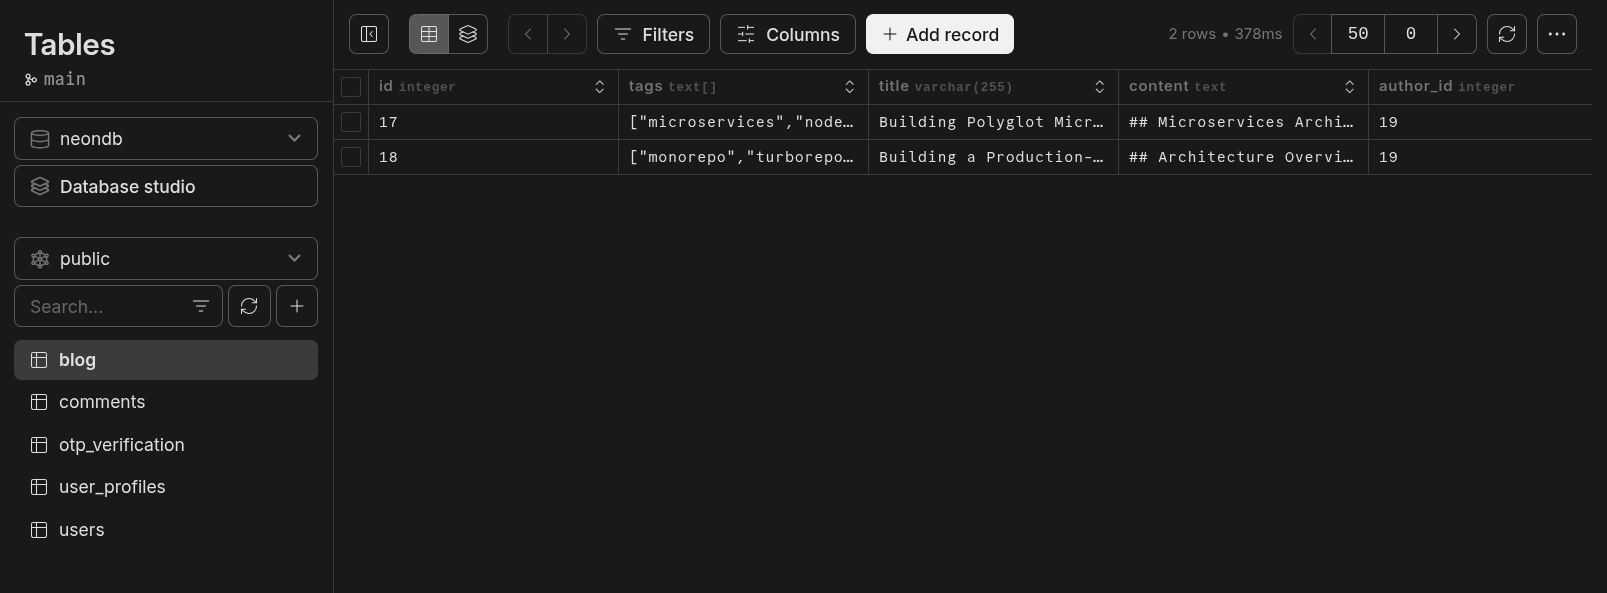 Tables
main
neondb
Database studio
public
Search...
blog
comments
otp_verification
user_profiles
users
Filters
Columns
Add record
2 rows • 378ms
50
0
id integer
tags text[]
title varchar(255)
content text
author_id integer
17
["microservices","node…
Building Polyglot Micr…
## Microservices Archi…
19
18
["monorepo","turborepo…
Building a Production-…
## Architecture Overvi…
19